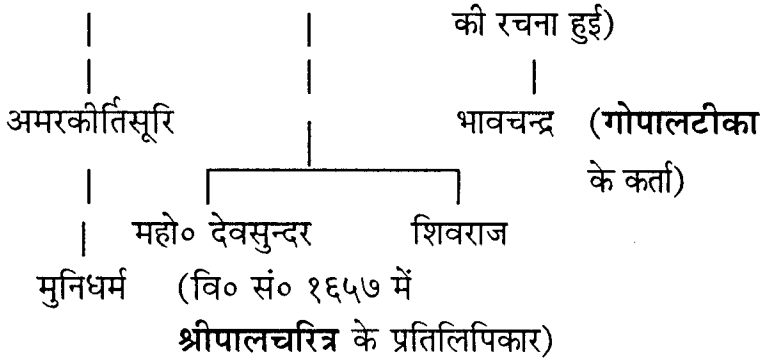 की रचना हुई)
अमरकीर्तिसूरि भावचन्द्र (गोपालटीका
के कर्ता)
महो० देवसुन्दर शिवराज
मुनिधर्म (वि० सं० १६५७ में
श्रीपालचरित्र के प्रतिलिपिकार)